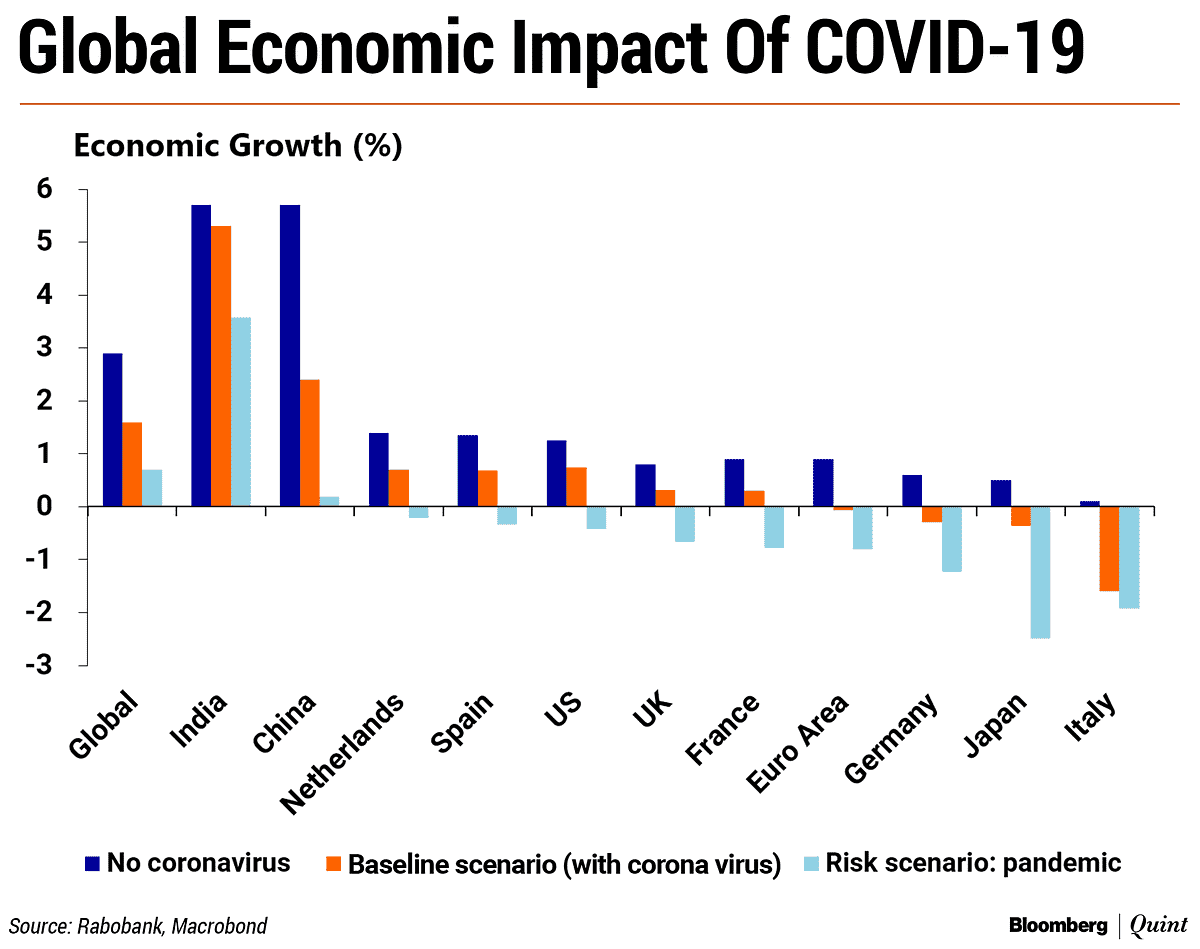 Global Economic Impact Of COVID-19
Economic Growth (%)
6
5
4
3
2
1
0
-1
-2
-3
Global
India
China
Netherlands
Spain
US
UK
France
Euro Area
Germany
Japan
Italy
No coronavirus
Baseline scenario (with corona virus)
Risk scenario: pandemic
Source: Rabobank, Macrobond
Bloomberg | Quint